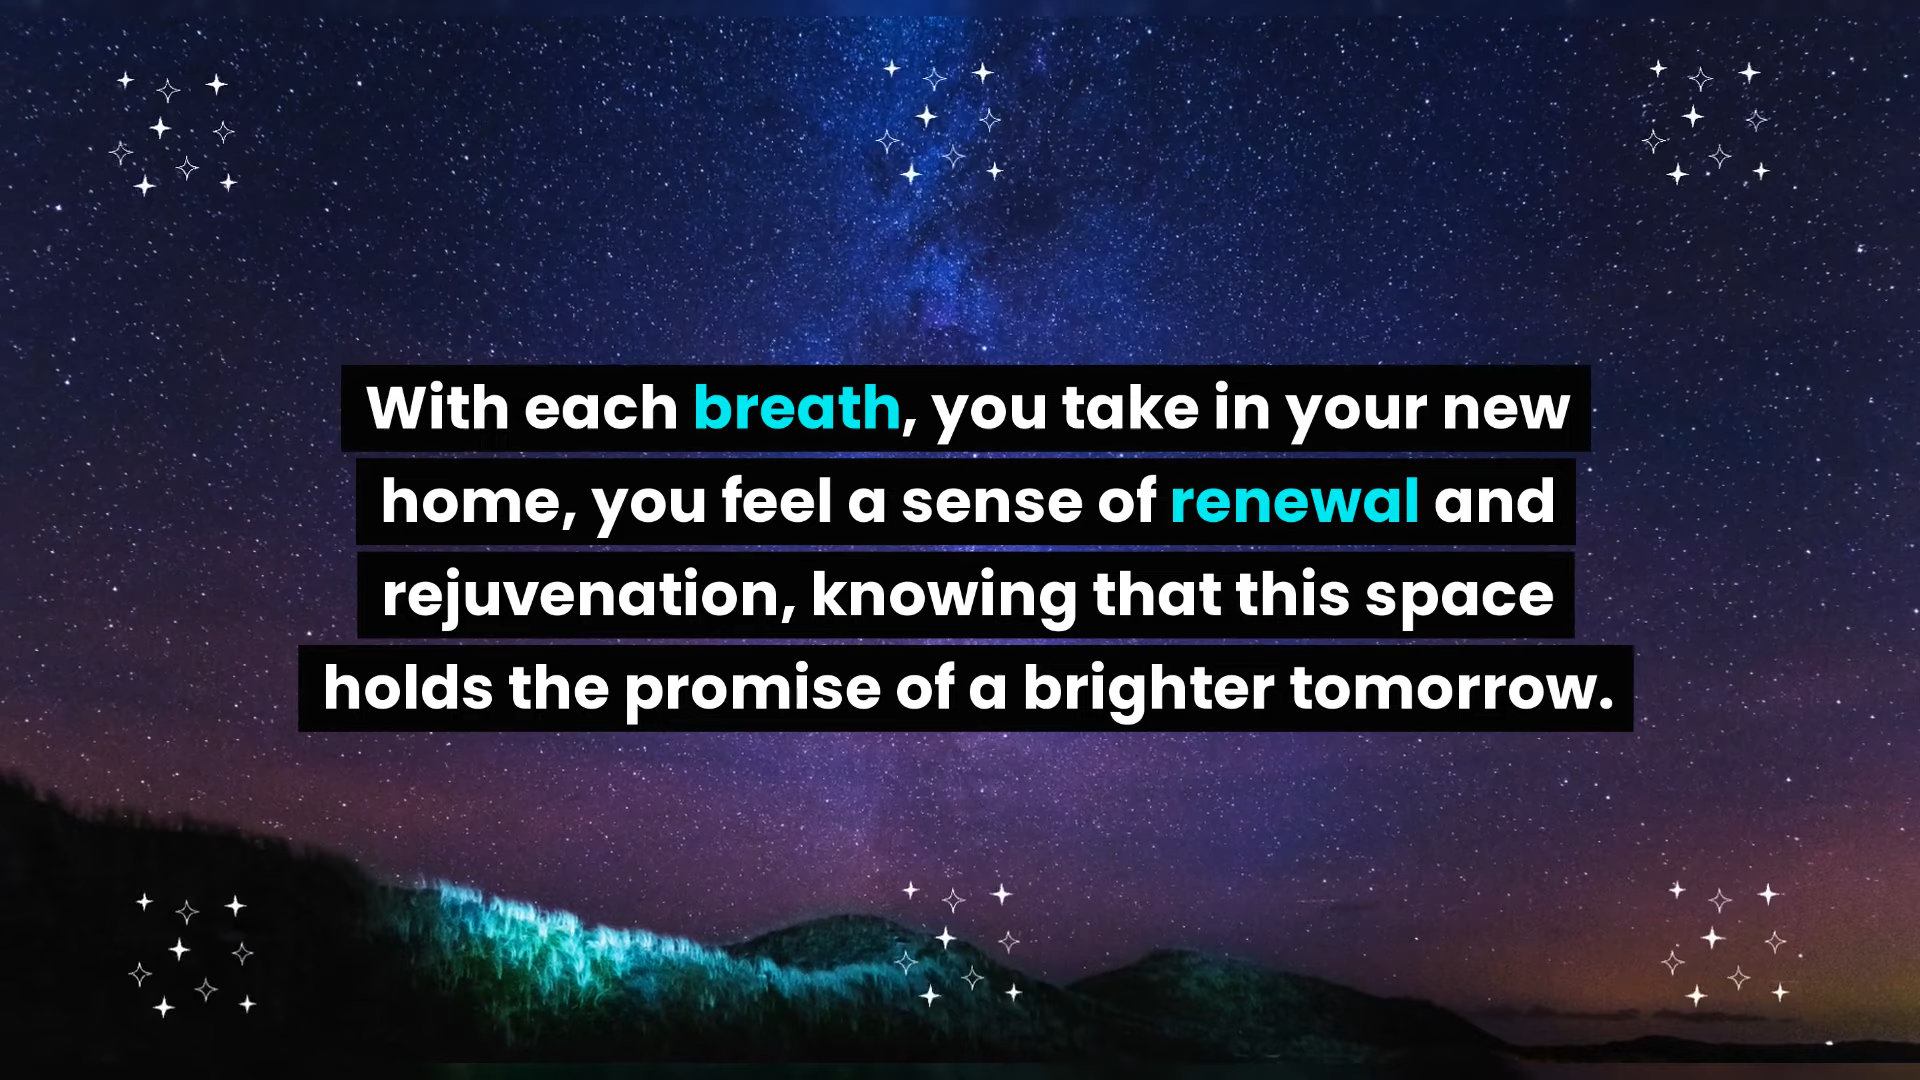 With each breath, you take in your new
home, you feel a sense of renewal and
rejuvenation, knowing that this space
holds the promise of a brighter tomorrow.